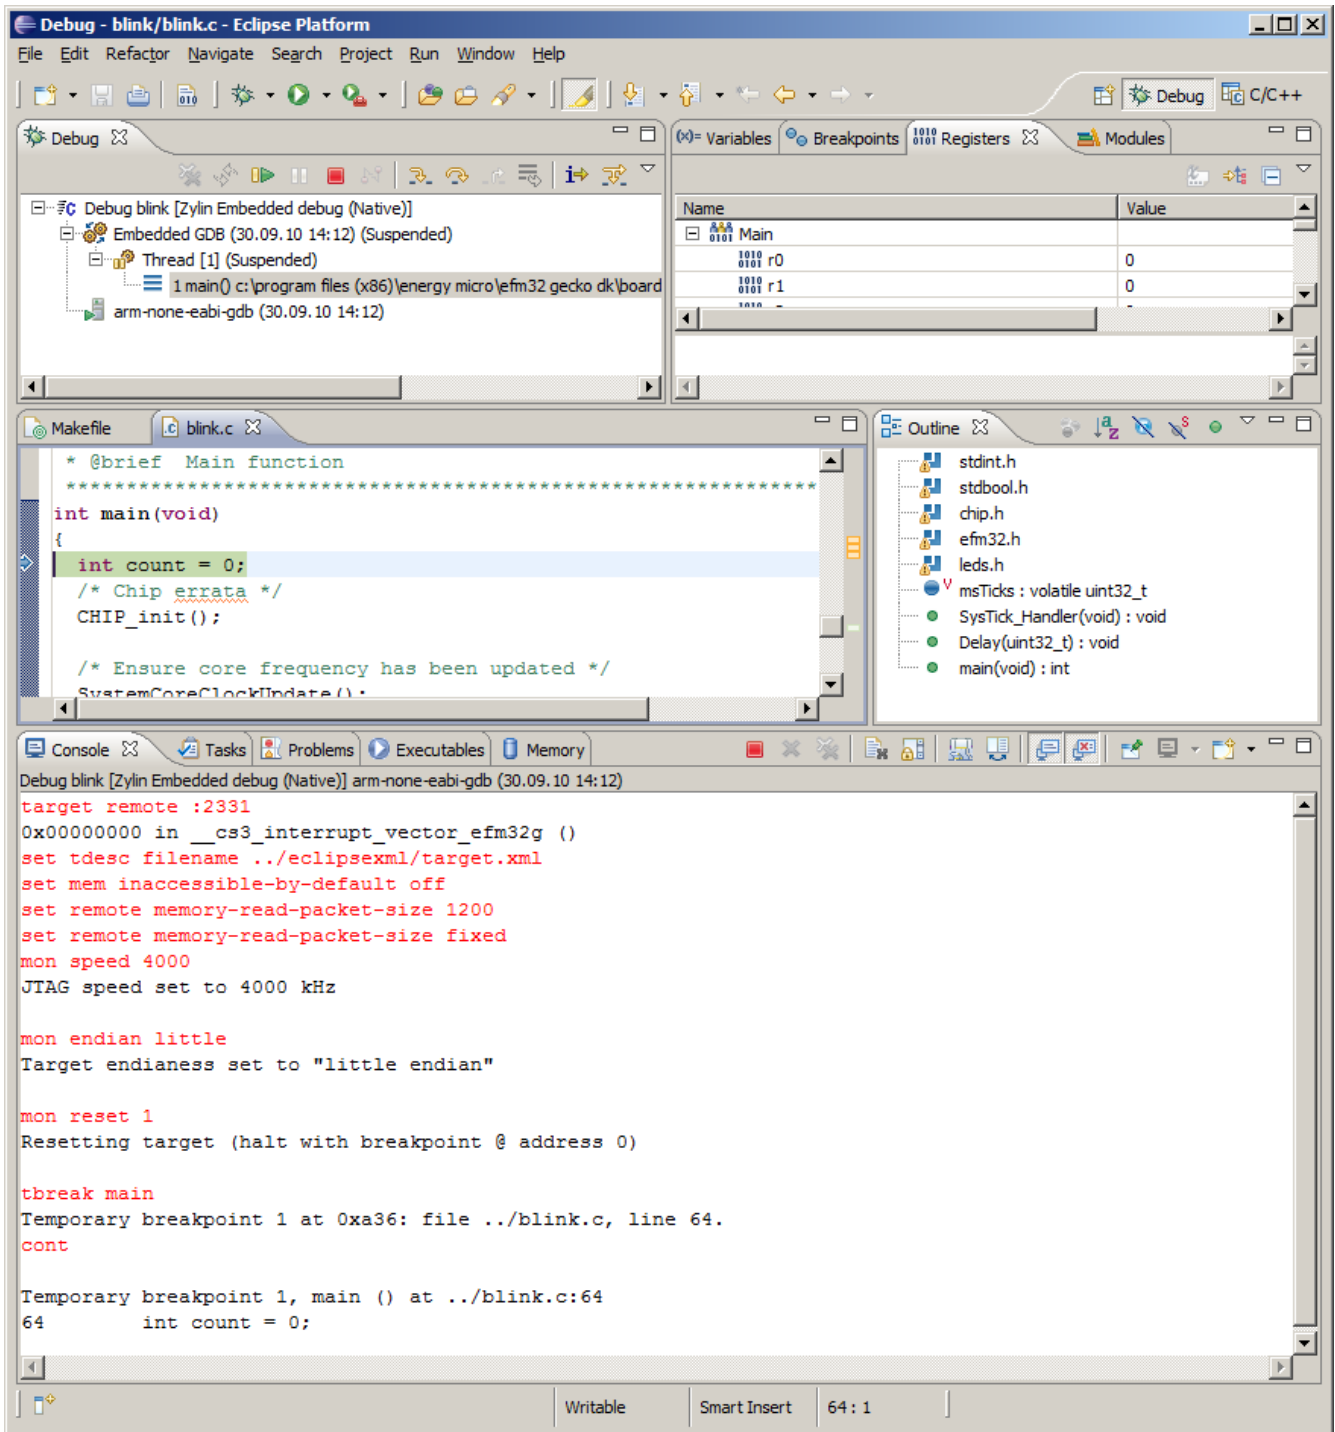 Debug - blink/blink.c - Eclipse Platform
File Edit Refactor Navigate Search Project Run Window Help
Debug C/C++
Debug
(x)= Variables Breakpoints Registers Modules
Debug blink [Zylin Embedded debug (Native)]
Embedded GDB (30.09.10 14:12) (Suspended)
Thread [1] (Suspended)
1 main() c:\program files (x86)\energy micro\efm32 gecko dk\board
arm-none-eabi-gdb (30.09.10 14:12)
Name Value
Main
r0 0
r1 0
Makefile blink.c
* @brief  Main function
**************************************************************
int main(void)
{
int count = 0;
/* Chip errata */
CHIP_init();
/* Ensure core frequency has been updated */
SystemCoreClockUpdate();
Outline
stdint.h
stdbool.h
chip.h
efm32.h
leds.h
msTicks : volatile uint32_t
SysTick_Handler(void) : void
Delay(uint32_t) : void
main(void) : int
Console Tasks Problems Executables Memory
Debug blink [Zylin Embedded debug (Native)] arm-none-eabi-gdb (30.09.10 14:12)
target remote :2331
0x00000000 in __cs3_interrupt_vector_efm32g ()
set tdesc filename ../eclipsexml/target.xml
set mem inaccessible-by-default off
set remote memory-read-packet-size 1200
set remote memory-read-packet-size fixed
mon speed 4000
JTAG speed set to 4000 kHz
mon endian little
Target endianess set to "little endian"
mon reset 1
Resetting target (halt with breakpoint @ address 0)
tbreak main
Temporary breakpoint 1 at 0xa36: file ../blink.c, line 64.
cont
Temporary breakpoint 1, main () at ../blink.c:64
64 int count = 0;
Writable Smart Insert 64 : 1